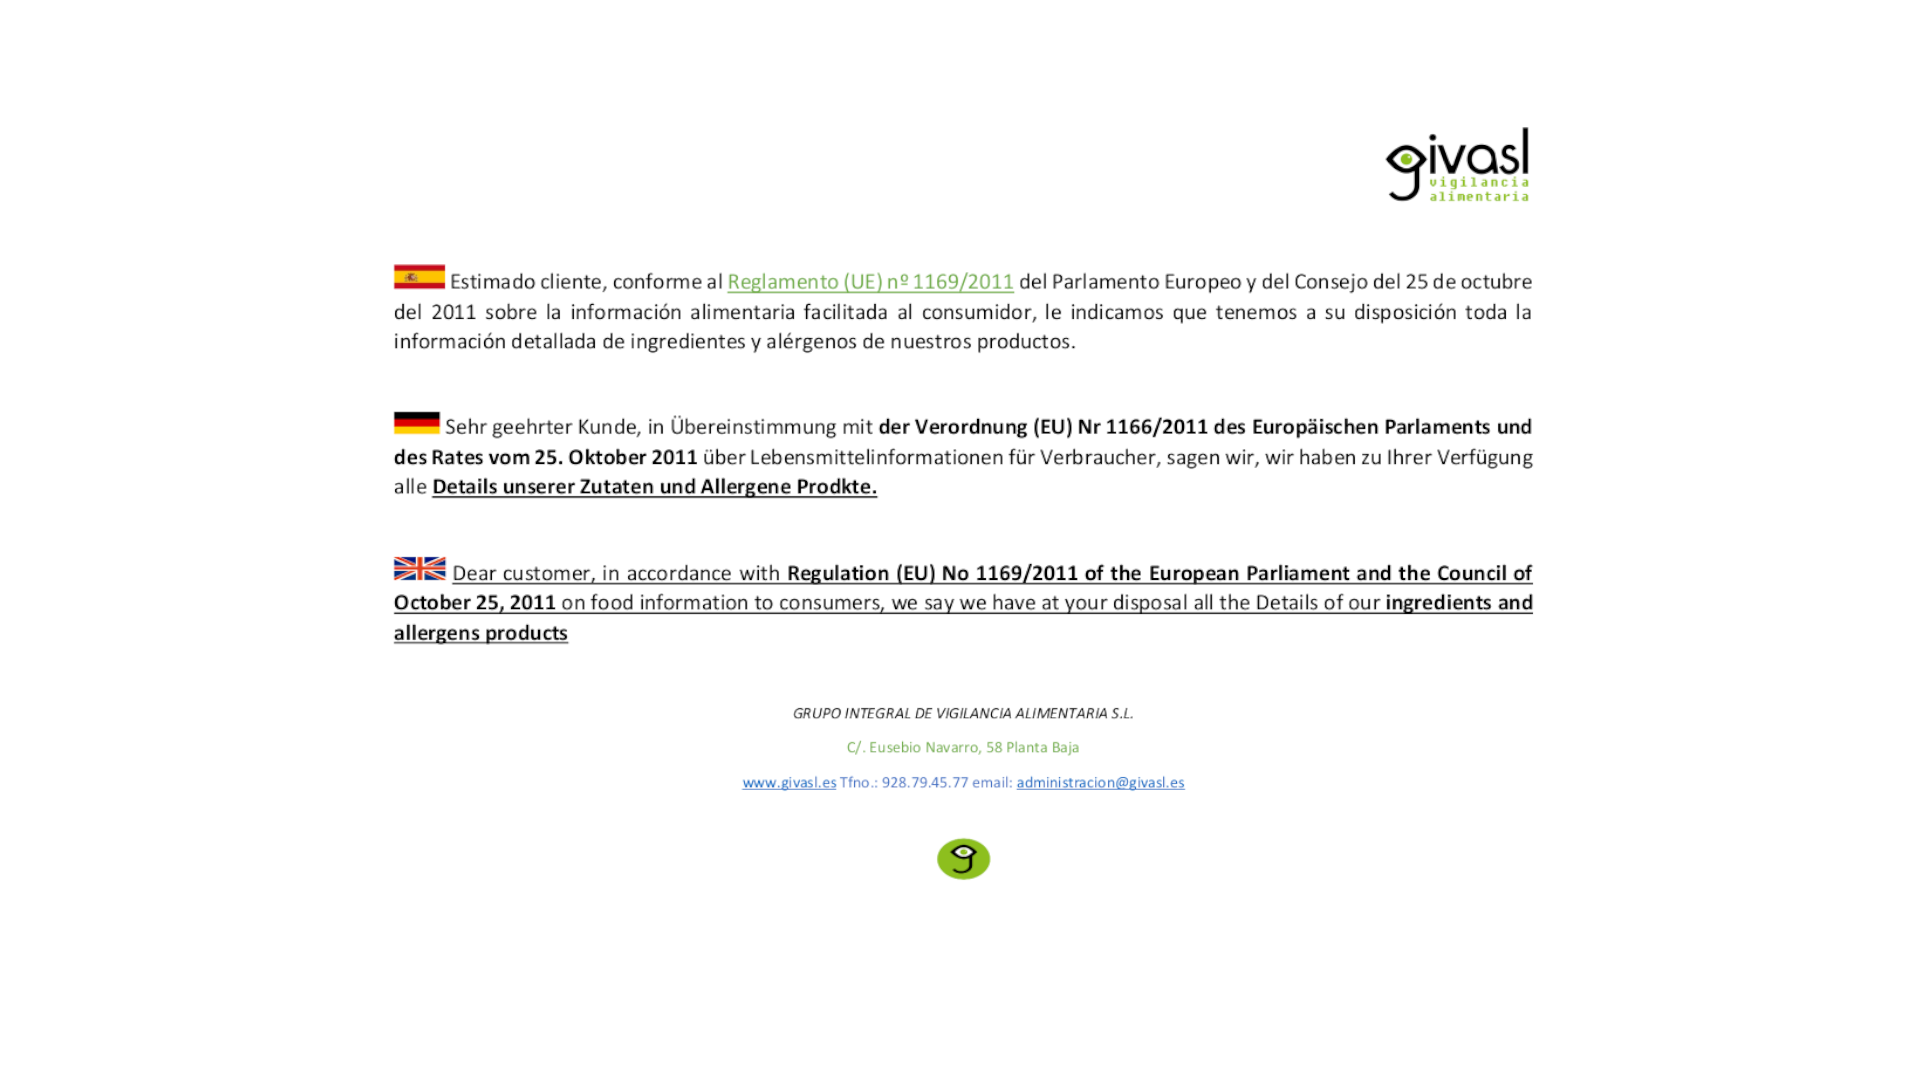 givasl
vigilancia
alimentaria
Estimado cliente, conforme al Reglamento (UE) nº 1169/2011 del Parlamento Europeo y del Consejo del 25 de octubre
del 2011 sobre la información alimentaria facilitada al consumidor, le indicamos que tenemos a su disposición toda la
información detallada de ingredientes y alérgenos de nuestros productos.
Sehr geehrter Kunde, in Übereinstimmung mit der Verordnung (EU) Nr 1166/2011 des Europäischen Parlaments und
des Rates vom 25. Oktober 2011 über Lebensmittelinformationen für Verbraucher, sagen wir, wir haben zu Ihrer Verfügung
alle Details unserer Zutaten und Allergene Prodkte.
Dear customer, in accordance with Regulation (EU) No 1169/2011 of the European Parliament and the Council of
October 25, 2011 on food information to consumers, we say we have at your disposal all the Details of our ingredients and
allergens products
GRUPO INTEGRAL DE VIGILANCIA ALIMENTARIA S.L.
C/. Eusebio Navarro, 58 Planta Baja
www.givasl.es Tfno.: 928.79.45.77 email: administracion@givasl.es
g